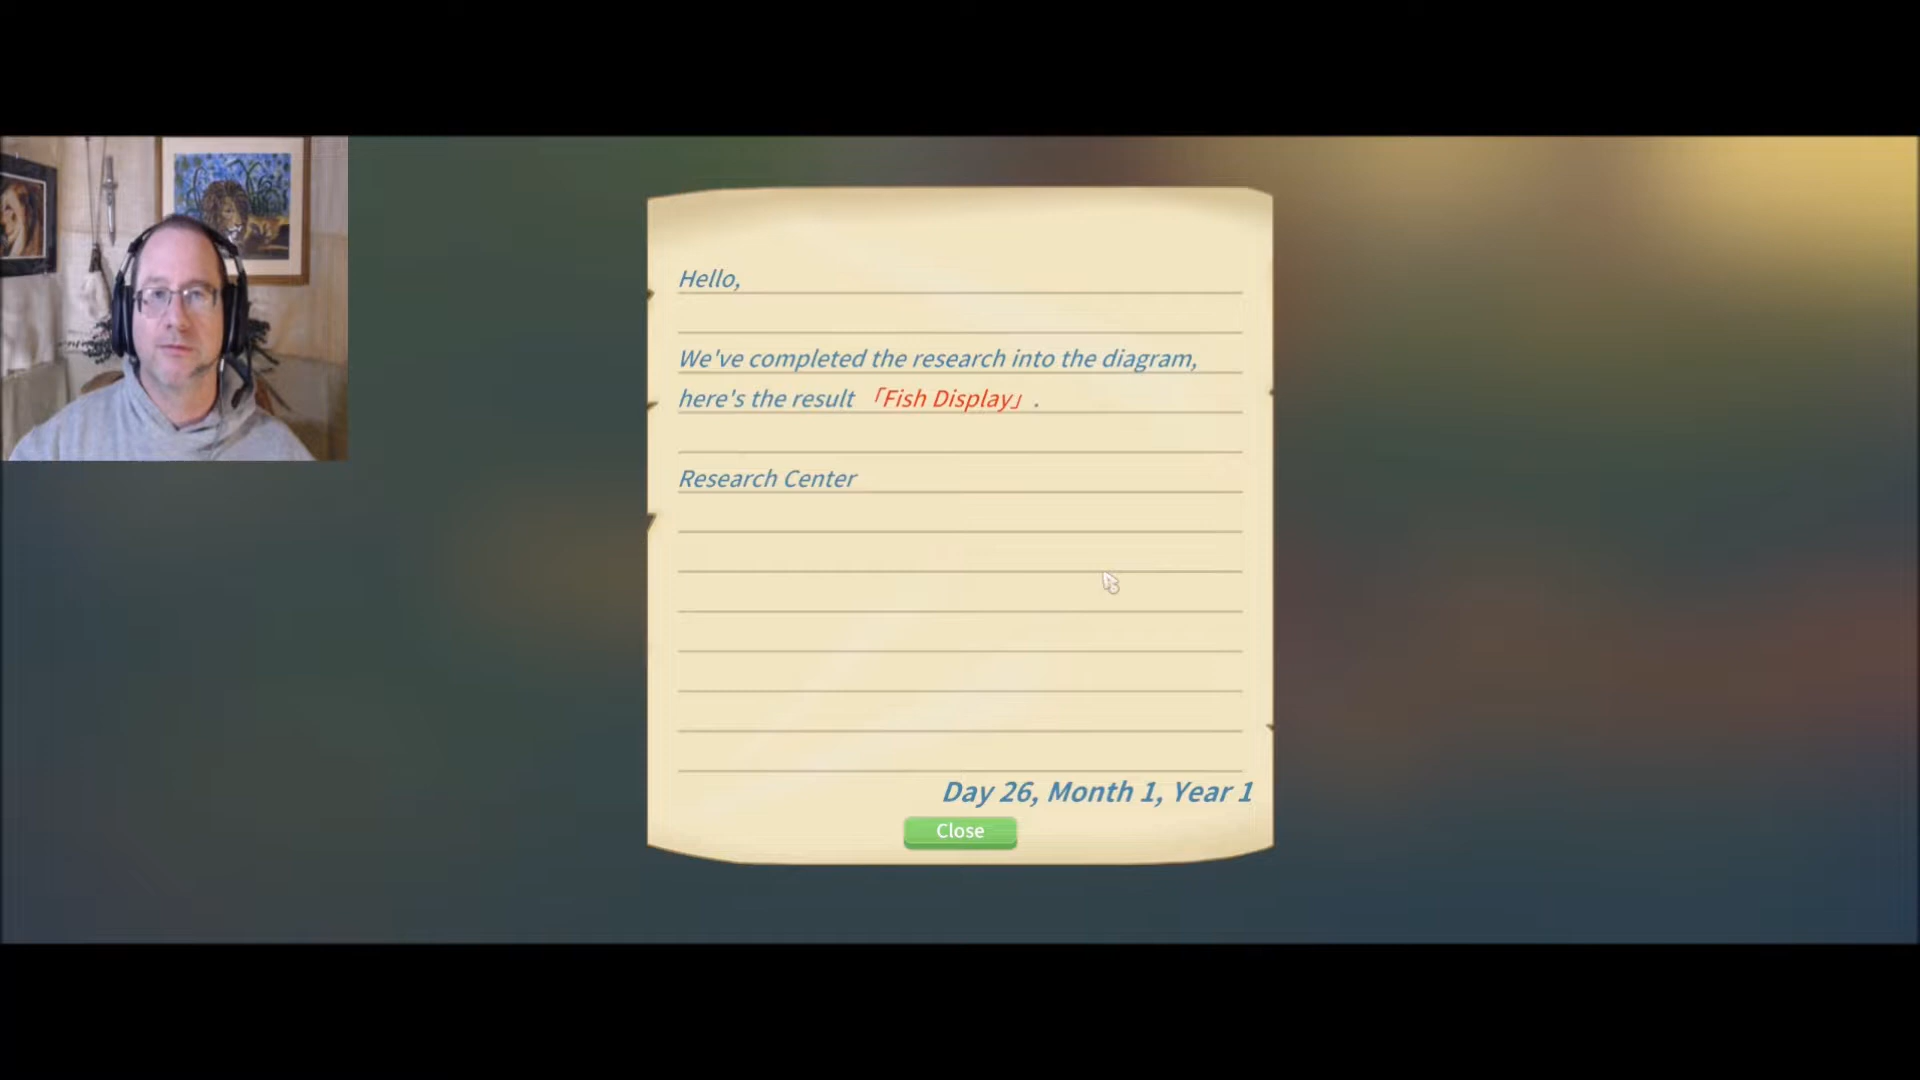 Hello,
We've completed the research into the diagram,
here's the result 「Fish Display」 .
Research Center
Day 26, Month 1, Year 1
Close